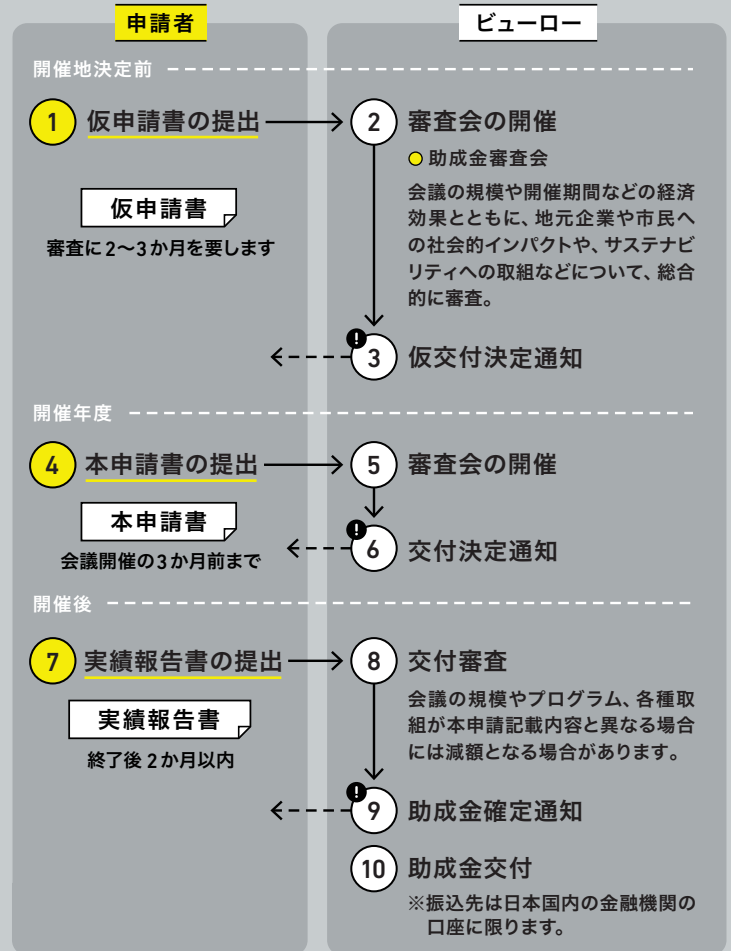 申請者
ビューロー
開催地決定前
1 仮申請書の提出
2 審査会の開催
助成金審査会
仮申請書
審査に2〜3か月を要します
会議の規模や開催期間などの経済
効果とともに、地元企業や市民へ
の社会的インパクトや、サステナビ
リティへの取組などについて、総合
的に審査。
!
3 仮交付決定通知
開催年度
4 本申請書の提出
5 審査会の開催
本申請書
会議開催の3か月前まで
!
6 交付決定通知
開催後
7 実績報告書の提出
8 交付審査
実績報告書
終了後2か月以内
会議の規模やプログラム、各種取
組が本申請記載内容と異なる場合
には減額となる場合があります。
!
9 助成金確定通知
10 助成金交付
※振込先は日本国内の金融機関の
口座に限ります。